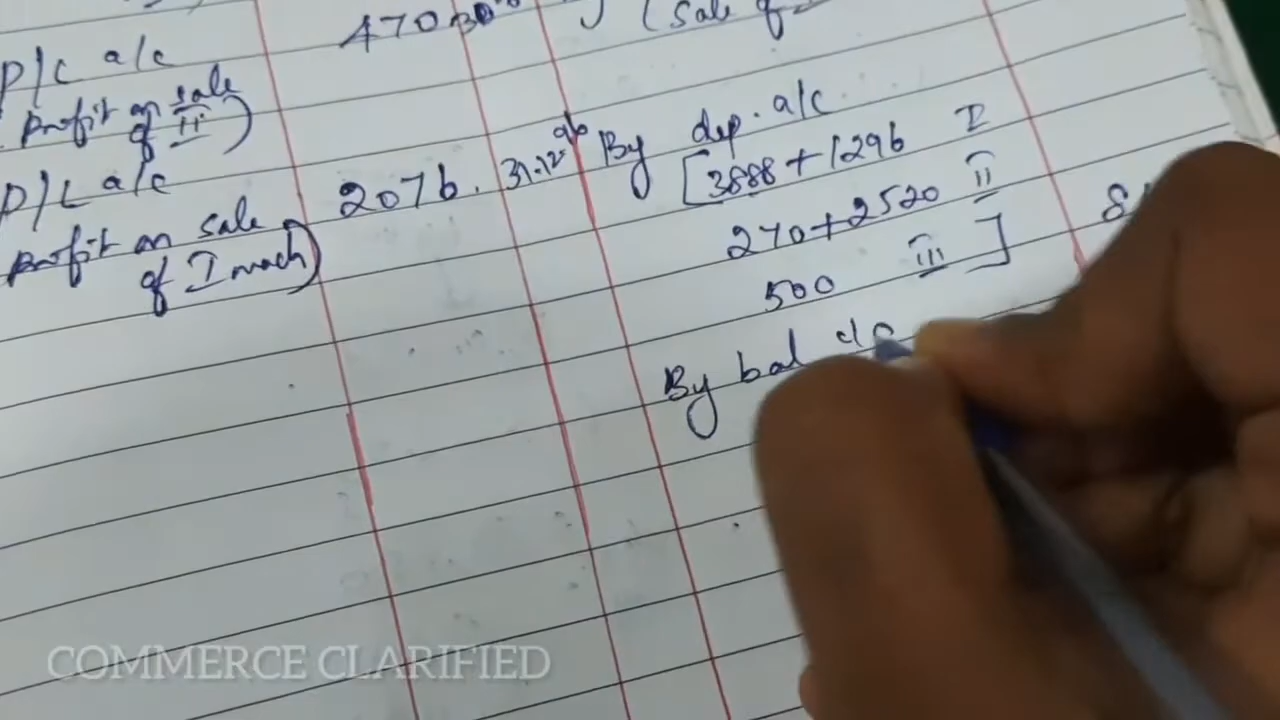 P/L a/c
47030
(Sale of
Profit on sale
of II)
P/L a/c
2076.
Profit on sale
of I mach)
31.12.96 By dep. a/c
[3888+1296 I
270+2520 II
500 III]
8
By bal c/
COMMERCE CLARIFIED